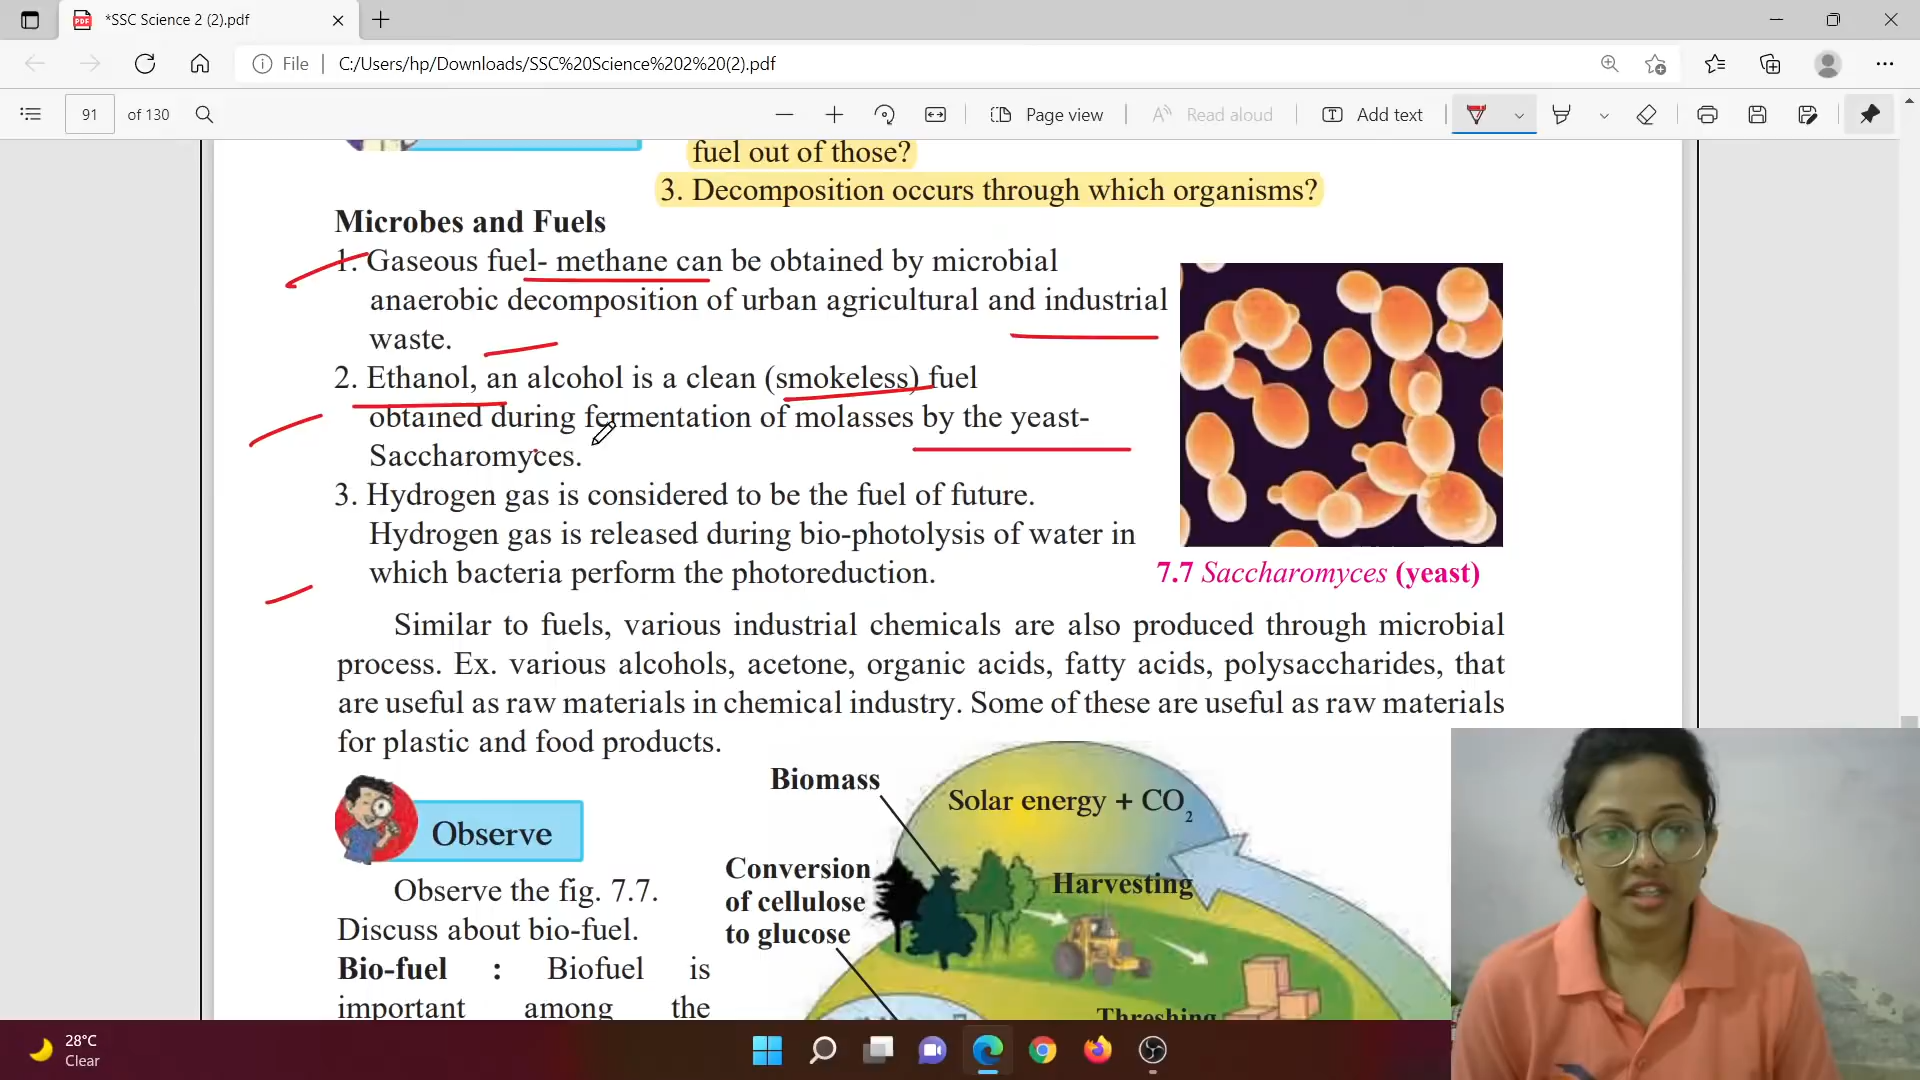 *SSC Science 2 (2).pdf
File
C:/Users/hp/Downloads/SSC%20Science%202%20(2).pdf
91 of 130
Page view
Read aloud
Add text
fuel out of those?
3. Decomposition occurs through which organisms?
Microbes and Fuels
1. Gaseous fuel- methane can be obtained by microbial
anaerobic decomposition of urban agricultural and industrial
waste.
2. Ethanol, an alcohol is a clean (smokeless) fuel
obtained during fermentation of molasses by the yeast-
Saccharomyces.
3. Hydrogen gas is considered to be the fuel of future.
Hydrogen gas is released during bio-photolysis of water in
which bacteria perform the photoreduction.
7.7 Saccharomyces (yeast)
Similar to fuels, various industrial chemicals are also produced through microbial
process. Ex. various alcohols, acetone, organic acids, fatty acids, polysaccharides, that
are useful as raw materials in chemical industry. Some of these are useful as raw materials
for plastic and food products.
Observe
Observe the fig. 7.7.
Discuss about bio-fuel.
Bio-fuel : Biofuel is
important among the
Biomass
Solar energy + CO2
Conversion
of cellulose
to glucose
Harvesting
Threshing
28°C
Clear